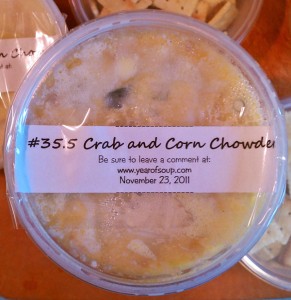 #35.5 Crab and Corn Chowder
Be sure to leave a comment at:
www.yearofsoup.com
November 23, 2011